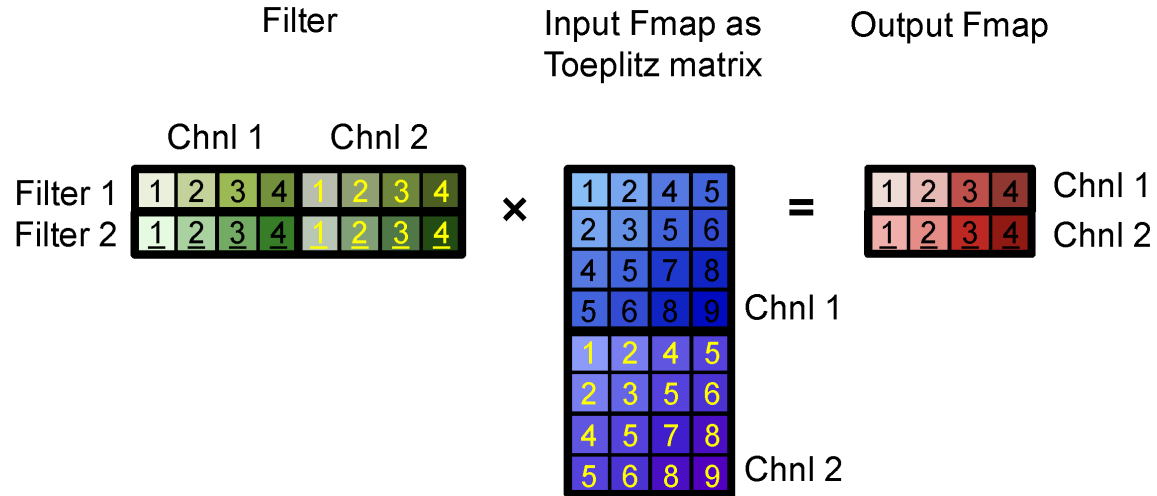 Filter
Input Fmap as
Toeplitz matrix
Output Fmap
Chnl 1 Chnl 2
Filter 1 1 2 3 4 1 2 3 4
Filter 2 1 2 3 4 1 2 3 4
×
1 2 4 5
2 3 5 6
4 5 7 8
5 6 8 9
Chnl 1
1 2 4 5
2 3 5 6
4 5 7 8
5 6 8 9
Chnl 2
=
1 2 3 4 Chnl 1
1 2 3 4 Chnl 2